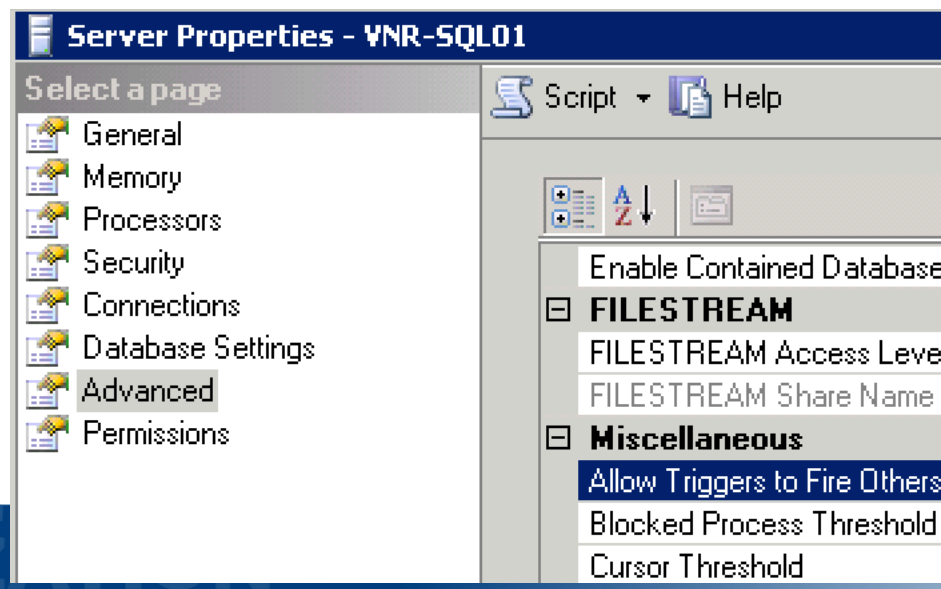 Server Properties - VNR-SQL01
Select a page
General
Memory
Processors
Security
Connections
Database Settings
Advanced
Permissions
Script Help
Enable Contained Database
FILESTREAM
FILESTREAM Access Leve
FILESTREAM Share Name
Miscellaneous
Allow Triggers to Fire Others
Blocked Process Threshold
Cursor Threshold